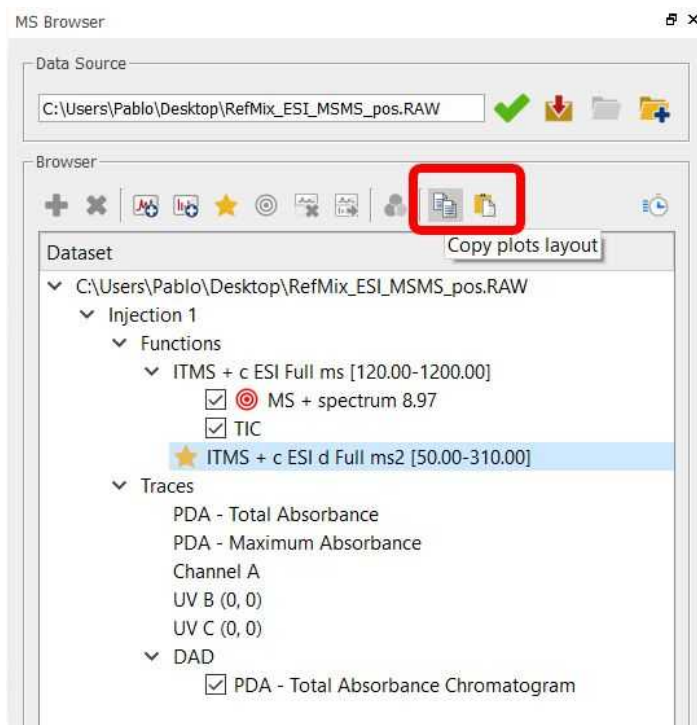 MS Browser
Data Source
C:\Users\Pablo\Desktop\RefMix_ESI_MSMS_pos.RAW
Browser
Copy plots layout
Dataset
C:\Users\Pablo\Desktop\RefMix_ESI_MSMS_pos.RAW
Injection 1
Functions
ITMS + c ESI Full ms [120.00-1200.00]
MS + spectrum 8.97
TIC
ITMS + c ESI d Full ms2 [50.00-310.00]
Traces
PDA - Total Absorbance
PDA - Maximum Absorbance
Channel A
UV B (0, 0)
UV C (0, 0)
DAD
PDA - Total Absorbance Chromatogram